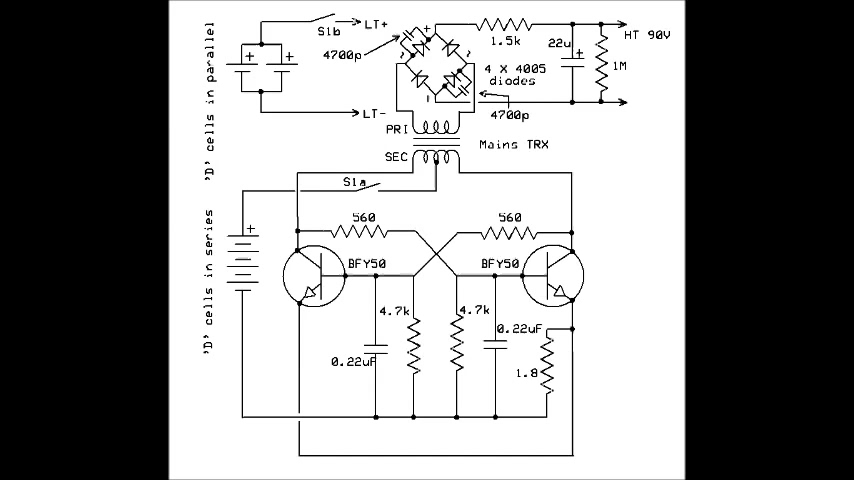 'D' cells in parallel
+
+
S1b
LT+
LT-
4700p
+
~
~
-
1.5k
22u
+
HT 90V
1M
4 X 4005
diodes
4700p
PRI
SEC
Mains TRX
S1a
'D' cells in series
+
560
560
BFY50
BFY50
4.7k
4.7k
0.22uF
0.22uF
1.8